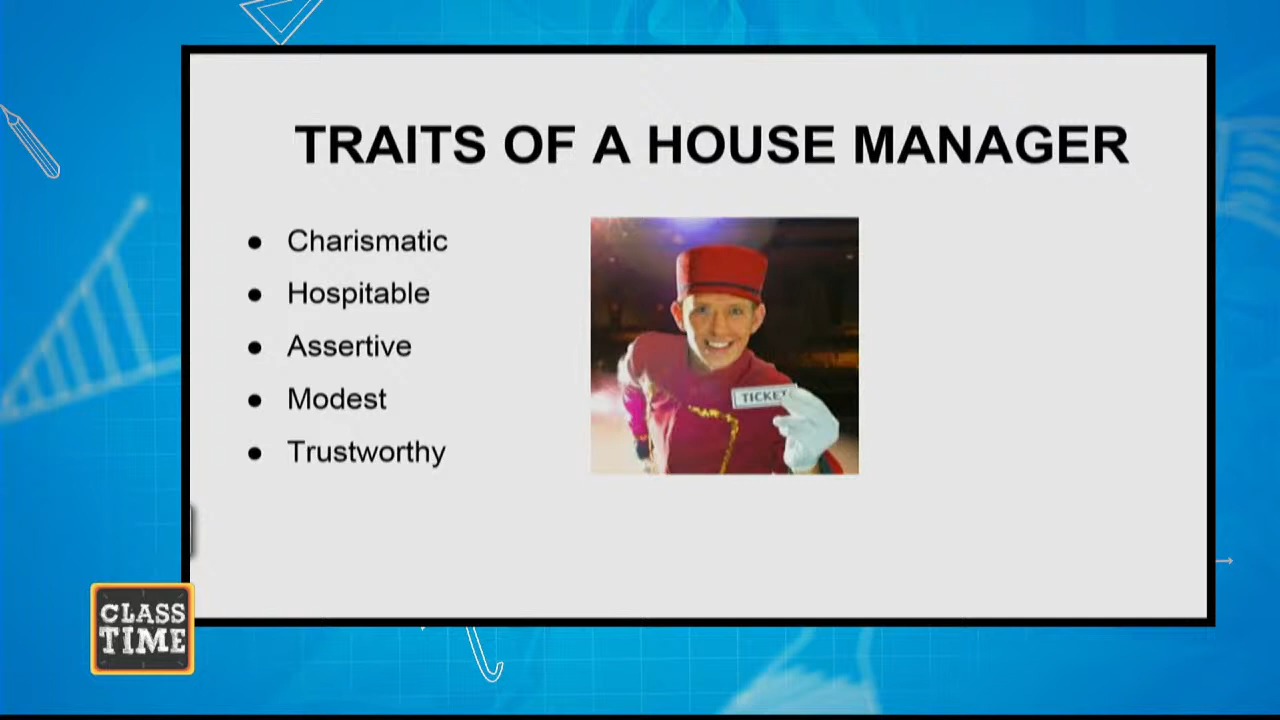 TRAITS OF A HOUSE MANAGER
● Charismatic
● Hospitable
● Assertive
● Modest
● Trustworthy
TICKET
CLASS
TIME